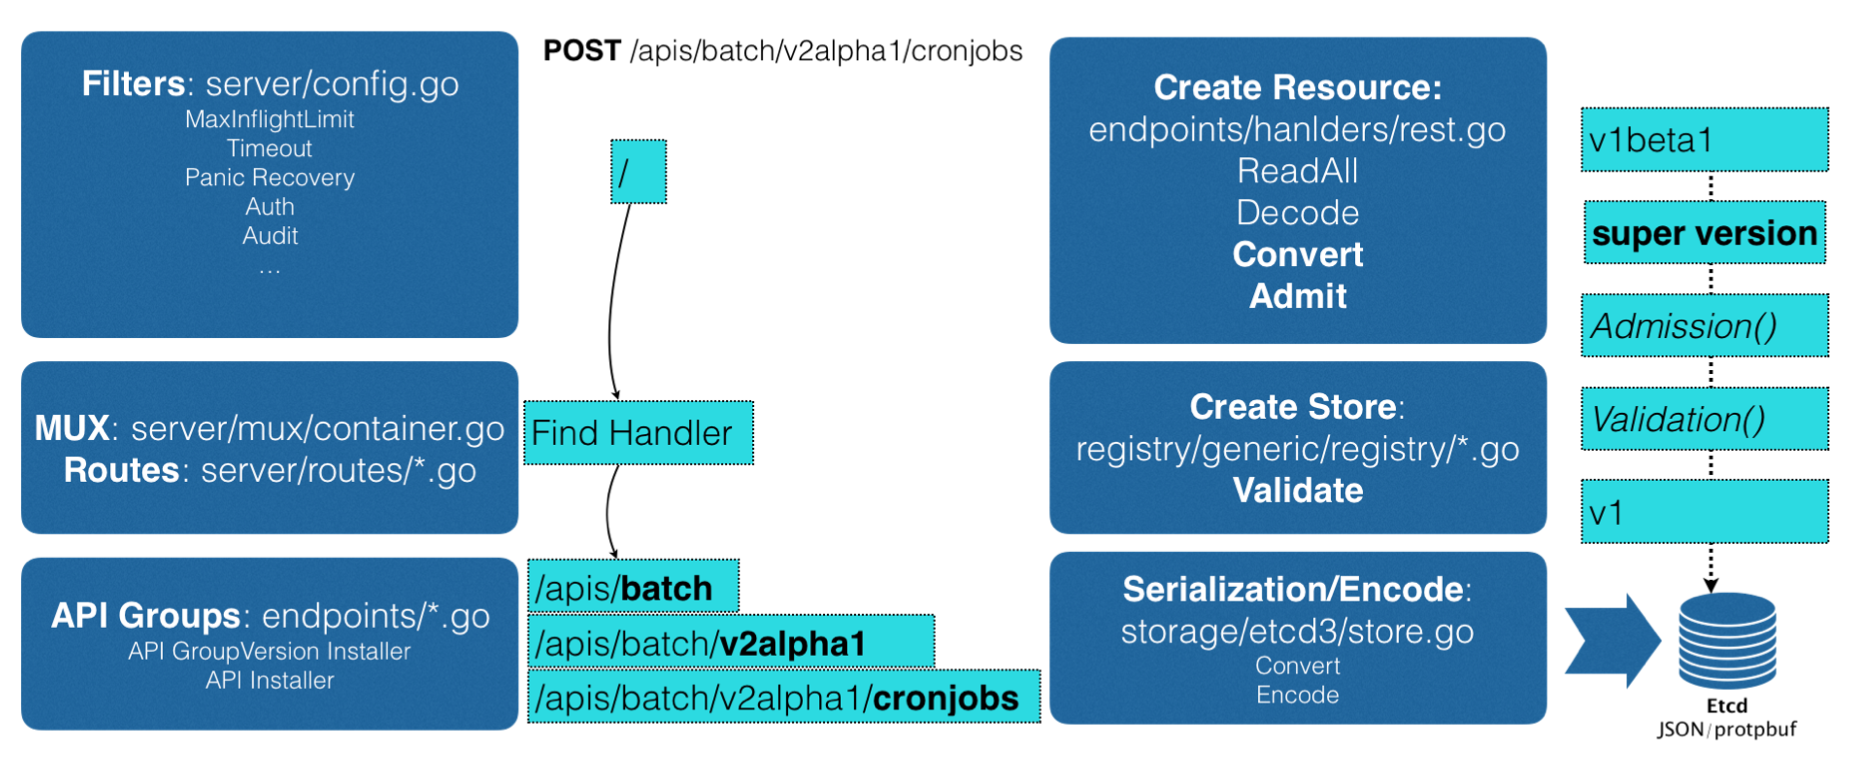 Filters: server/config.go
MaxInflightLimit
Timeout
Panic Recovery
Auth
Audit
...
MUX: server/mux/container.go
Routes: server/routes/*.go
API Groups: endpoints/*.go
API GroupVersion Installer
API Installer
POST /apis/batch/v2alpha1/cronjobs
/
Find Handler
/apis/batch
/apis/batch/v2alpha1
/apis/batch/v2alpha1/cronjobs
Create Resource:
endpoints/hanlders/rest.go
ReadAll
Decode
Convert
Admit
Create Store:
registry/generic/registry/*.go
Validate
Serialization/Encode:
storage/etcd3/store.go
Convert
Encode
v1beta1
super version
Admission()
Validation()
v1
Etcd
JSON/protpbuf